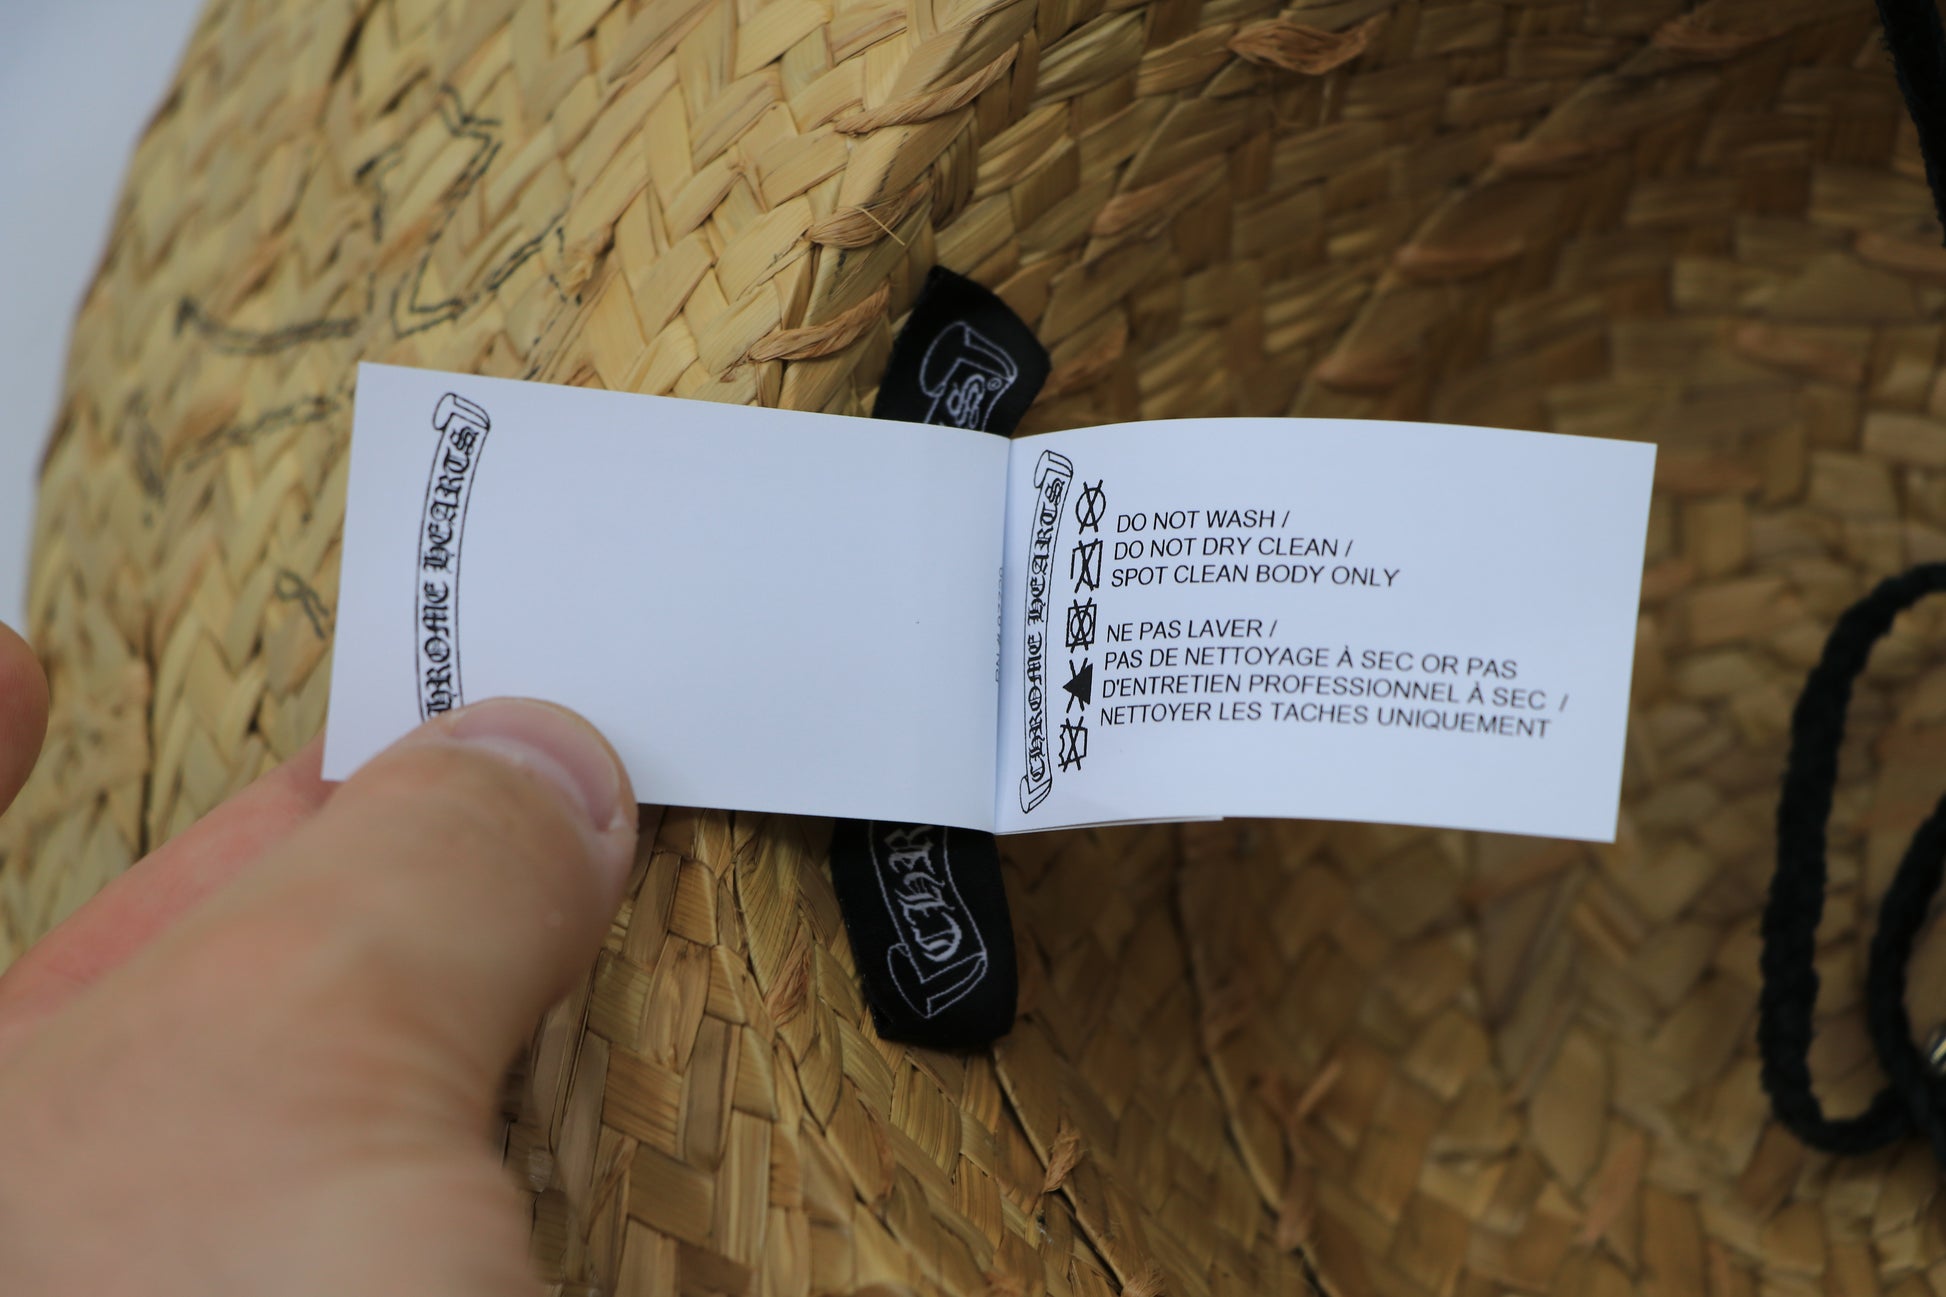 HROME HEARTS
CHROME HEARTS
DO NOT WASH /
DO NOT DRY CLEAN /
SPOT CLEAN BODY ONLY
NE PAS LAVER /
PAS DE NETTOYAGE À SEC OR PAS
D'ENTRETIEN PROFESSIONNEL À SEC /
NETTOYER LES TACHES UNIQUEMENT